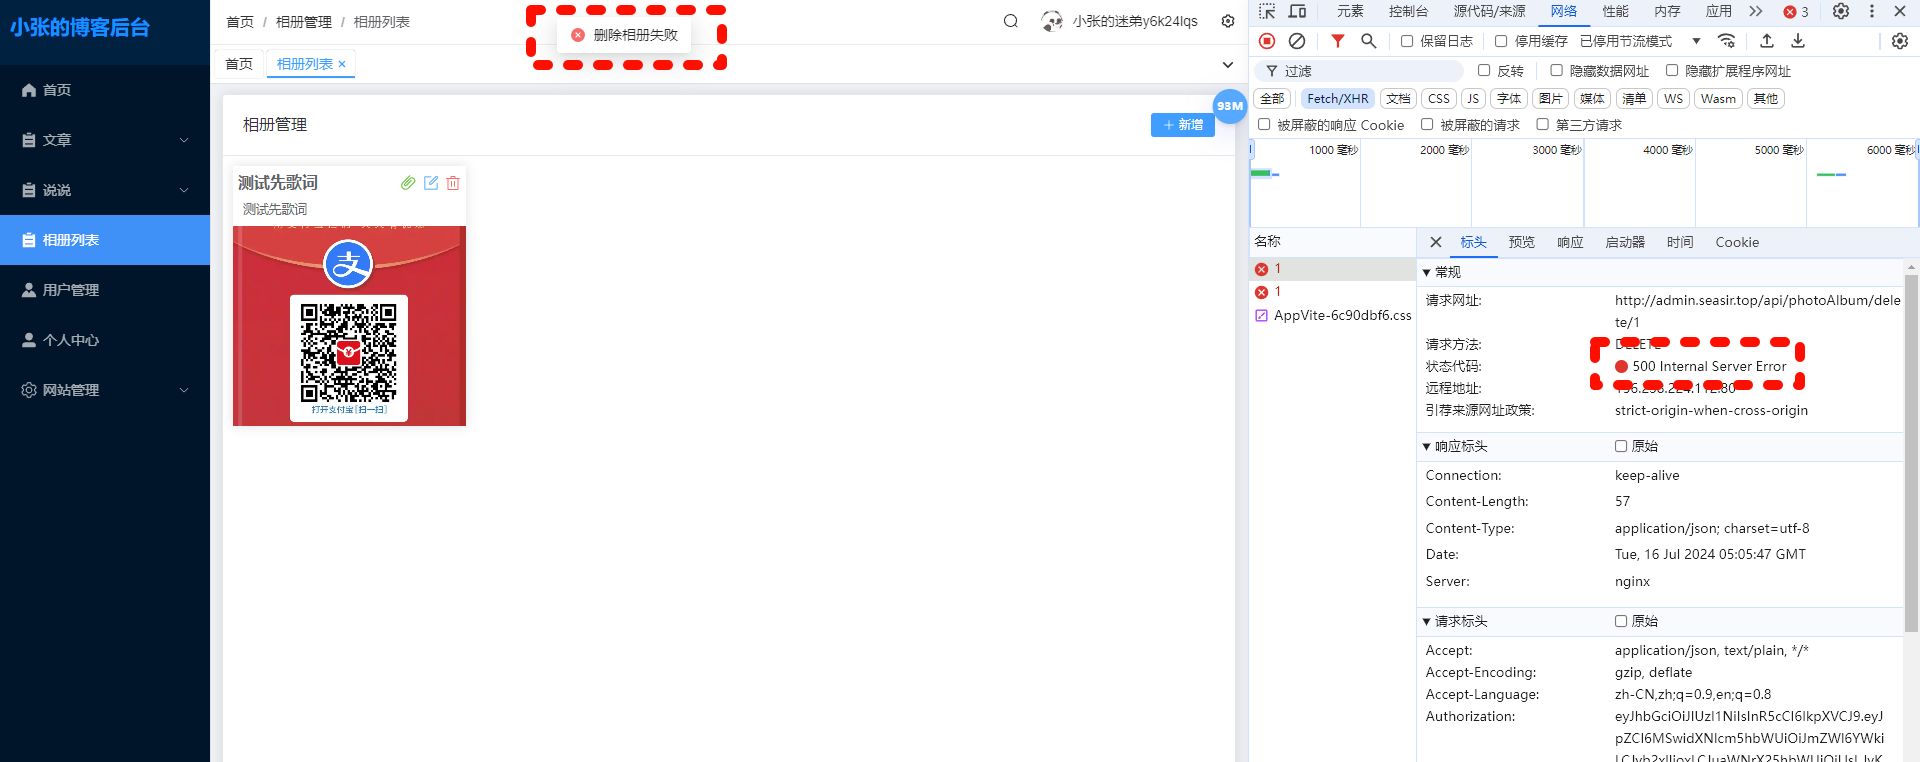 小张的博客后台
首页
文章
说说
相册列表
用户管理
个人中心
网站管理
首页 / 相册管理 / 相册列表
删除相册失败
小张的迷弟y6k24lqs
首页
相册列表 ×
93M
相册管理
+ 新增
测试先歌词
测试先歌词
支
打开支付宝[扫一扫]
元素 控制台 源代码/来源 网络 性能 内存 应用 3
保留日志 停用缓存 已停用节流模式
过滤 反转 隐藏数据网址 隐藏扩展程序网址
全部 Fetch/XHR 文档 CSS JS 字体 图片 媒体 清单 WS Wasm 其他
被屏蔽的响应 Cookie 被屏蔽的请求 第三方请求
1000 毫秒 2000 毫秒 3000 毫秒 4000 毫秒 5000 毫秒 6000 毫秒
名称
1
1
AppVite-6c90dbf6.css
标头 预览 响应 启动器 时间 Cookie
常规
请求网址: http://admin.seasir.top/api/photoAlbum/dele
te/1
请求方法: DELETE
状态代码: 500 Internal Server Error
远程地址:
引荐来源网址政策: strict-origin-when-cross-origin
响应标头 原始
Connection: keep-alive
Content-Length: 57
Content-Type: application/json; charset=utf-8
Date: Tue, 16 Jul 2024 05:05:47 GMT
Server: nginx
请求标头 原始
Accept: application/json, text/plain, */*
Accept-Encoding: gzip, deflate
Accept-Language: zh-CN,zh;q=0.9,en;q=0.8
Authorization: eyJhbGciOiJIUzI1NiIsInR5cCI6IkpXVCJ9.eyJ
pZCI6MSwidXNlcm5hbWUiOiJmZWl6YWki